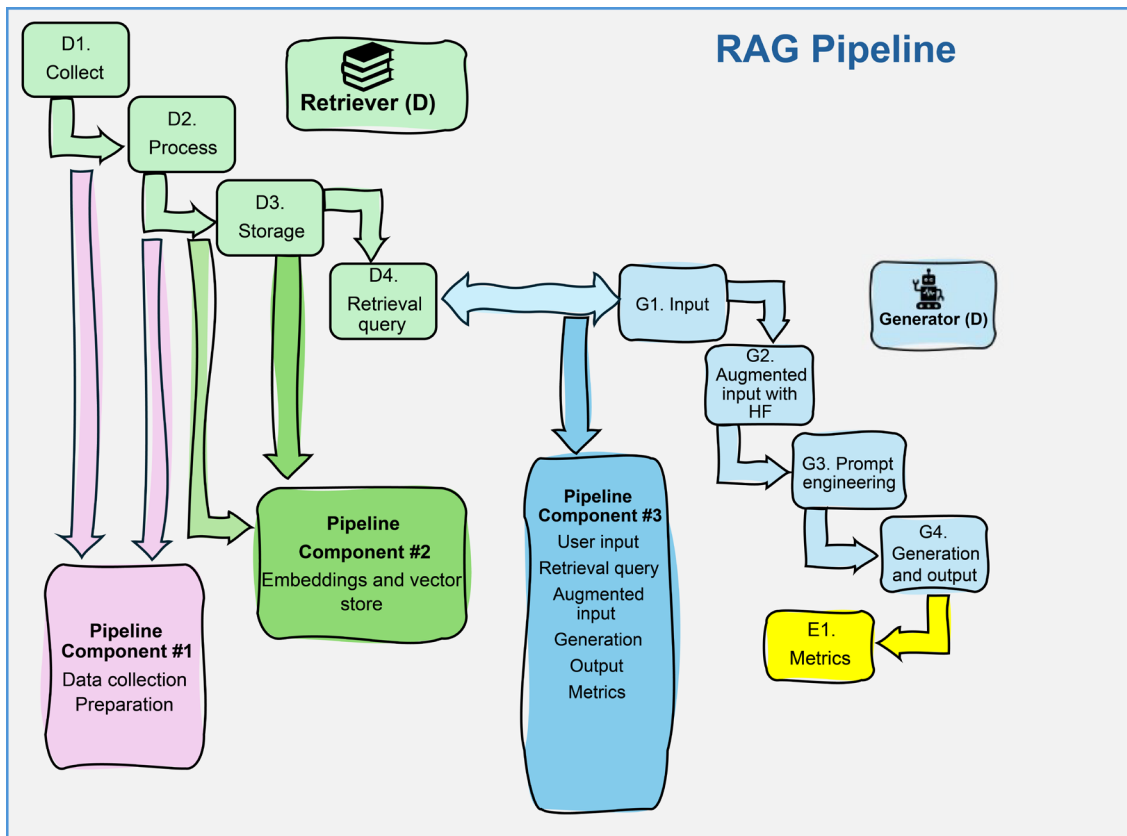 RAG Pipeline
D1.
Collect
Retriever (D)
D2.
Process
D3.
Storage
D4.
Retrieval
query
G1. Input
Generator (D)
G2.
Augmented
input with
HF
G3. Prompt
engineering
G4.
Generation
and output
E1.
Metrics
Pipeline
Component #1
Data collection
Preparation
Pipeline
Component #2
Embeddings and vector
store
Pipeline
Component #3
User input
Retrieval query
Augmented
input
Generation
Output
Metrics